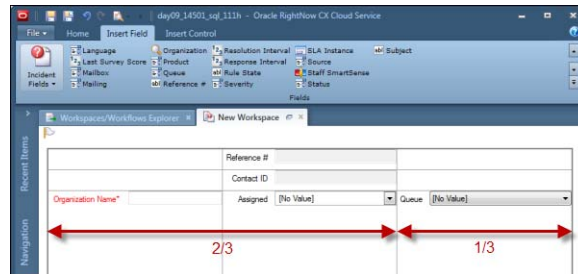 day09_14501_sql_111h - Oracle RightNow CX Cloud Service
File Home Insert Field Insert Control
Incident Fields
Language Organization Resolution Interval SLA Instance Subject
Last Survey Score Product Response Interval Source
Mailbox Queue Rule State Staff SmartSense
Mailing Reference # Severity Status
Fields
Workspaces/Workflows Explorer New Workspace
Recent Items
Navigation
Reference #
Contact ID
Organization Name* Assigned [No Value] Queue [No Value]
2/3 1/3